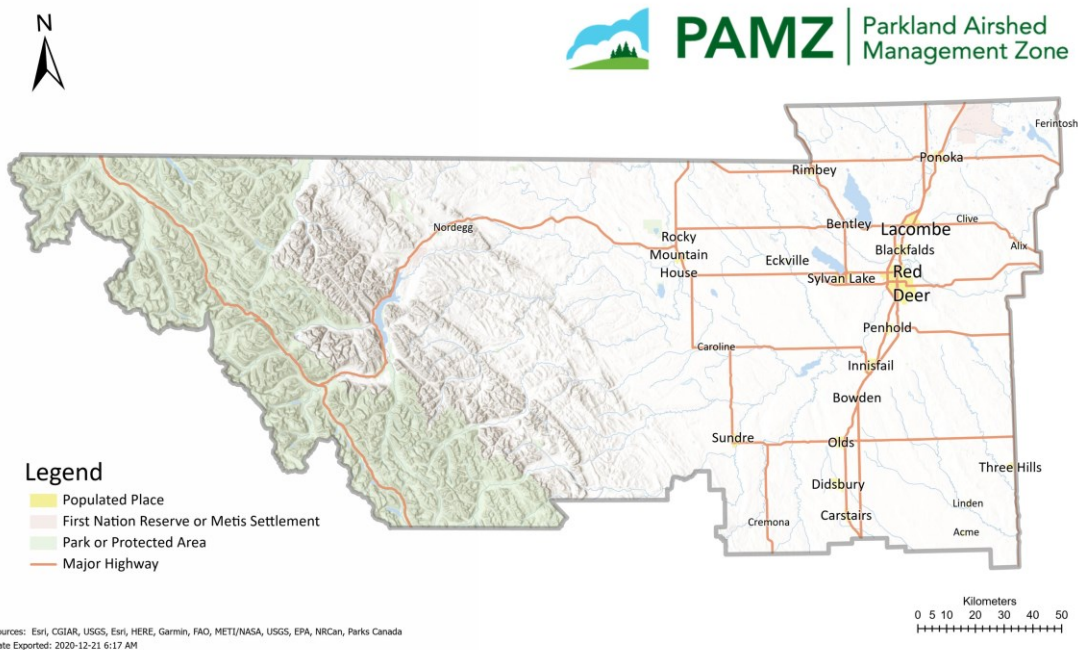 N
PAMZ
Parkland Airshed
Management Zone
Ferintosh
Ponoka
Rimbey
Clive
Bentley
Lacombe
Nordegg
Rocky
Mountain
House
Blackfalds
Alix
Eckville
Sylvan Lake
Red
Deer
Penhold
Caroline
Innisfail
Bowden
Sundre
Olds
Three Hills
Didsbury
Linden
Carstairs
Cremona
Acme
Legend
Populated Place
First Nation Reserve or Metis Settlement
Park or Protected Area
Major Highway
Kilometers
0 5 10 20 30 40 50
ources: Esri, CGIAR, USGS, Esri, HERE, Garmin, FAO, METI/NASA, USGS, EPA, NRCan, Parks Canada
ate Exported: 2020-12-21 6:17 AM